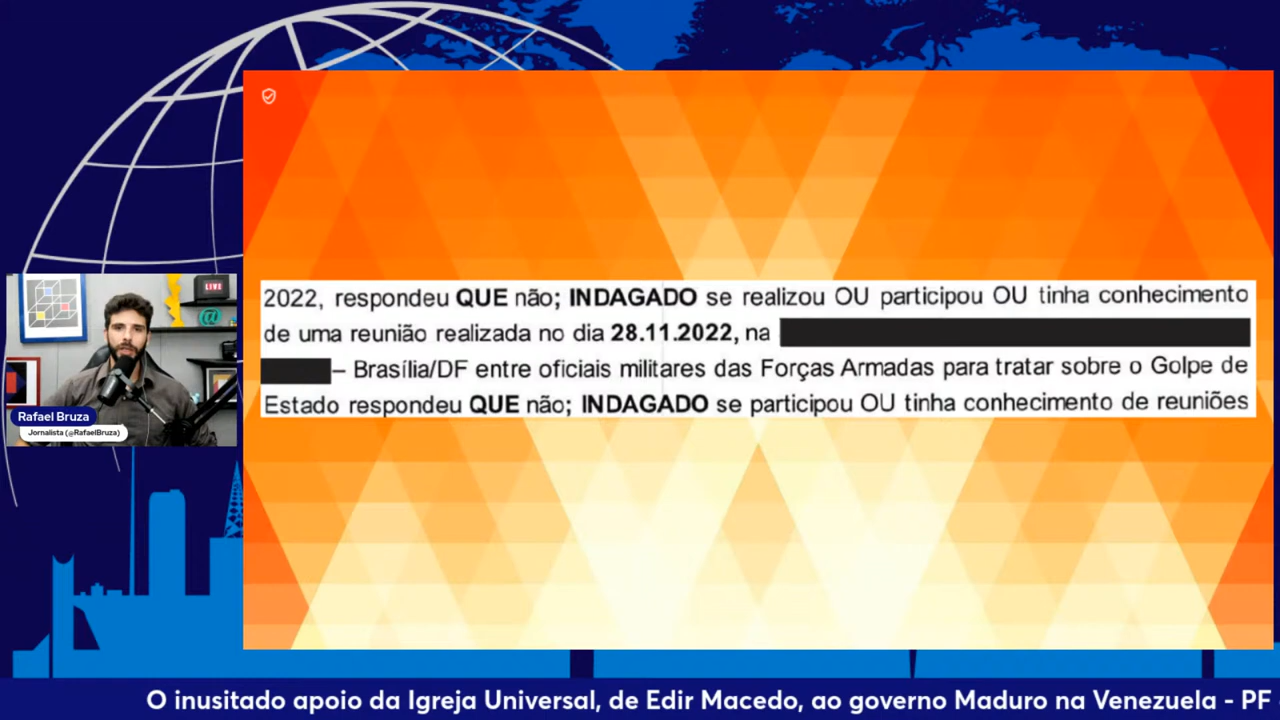 2022, respondeu QUE não; INDAGADO se realizou OU participou OU tinha conhecimento
de uma reunião realizada no dia 28.11.2022, na
– Brasília/DF entre oficiais militares das Forças Armadas para tratar sobre o Golpe de
Estado respondeu QUE não; INDAGADO se participou OU tinha conhecimento de reuniões
LIVE
@
Rafael Bruza
Jornalista (@RafaelBruza)
O inusitado apoio da Igreja Universal, de Edir Macedo, ao governo Maduro na Venezuela - PF